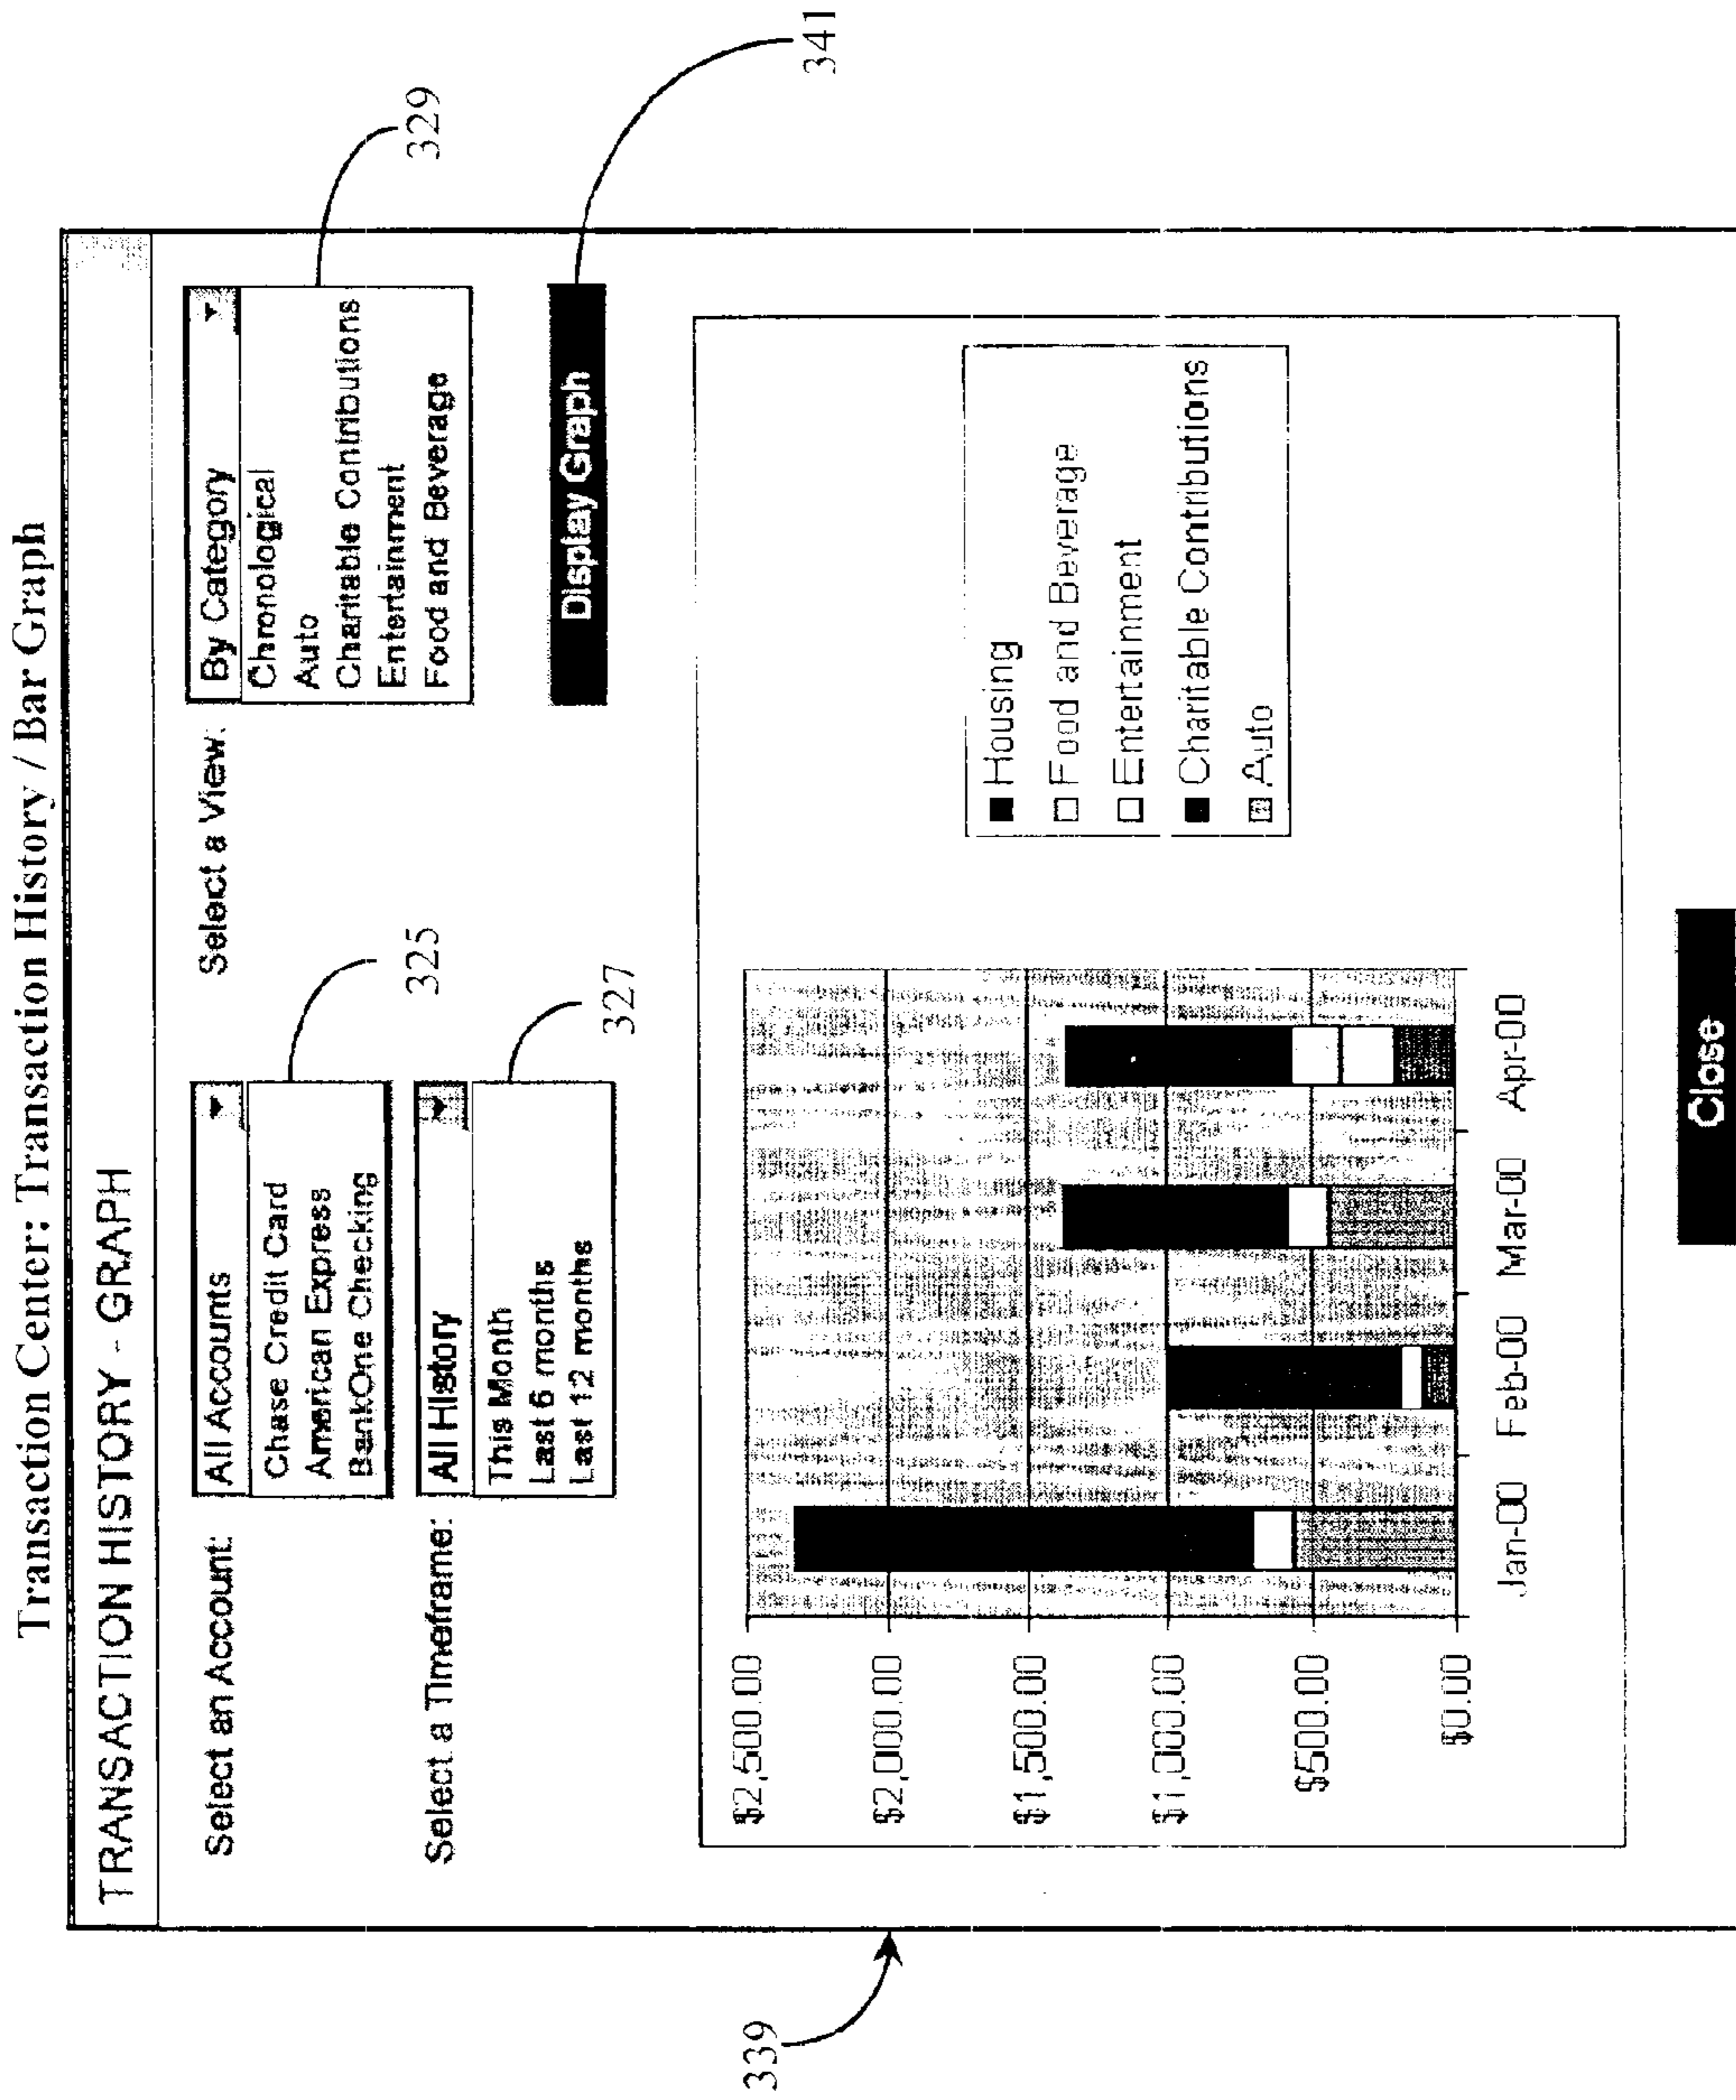 Transaction Center: Transaction History / Bar Graph
TRANSACTION HISTORY - GRAPH
Select an Account:
All Accounts
Chase Credit Card
American Express
BankOne Checking
325
Select a Timeframe:
All History
This Month
Last 6 months
Last 12 months
327
Select a View:
By Category
Chronological
Auto
Charitable Contributions
Entertainment
Food and Beverage
329
Display Graph
341
339
$2,500.00
$2,000.00
$1,500.00
$1,000.00
$500.00
$0.00
Jan-00 Feb-00 Mar-00 Apr-00
Housing
Food and Beverage
Entertainment
Charitable Contributions
Auto
Close